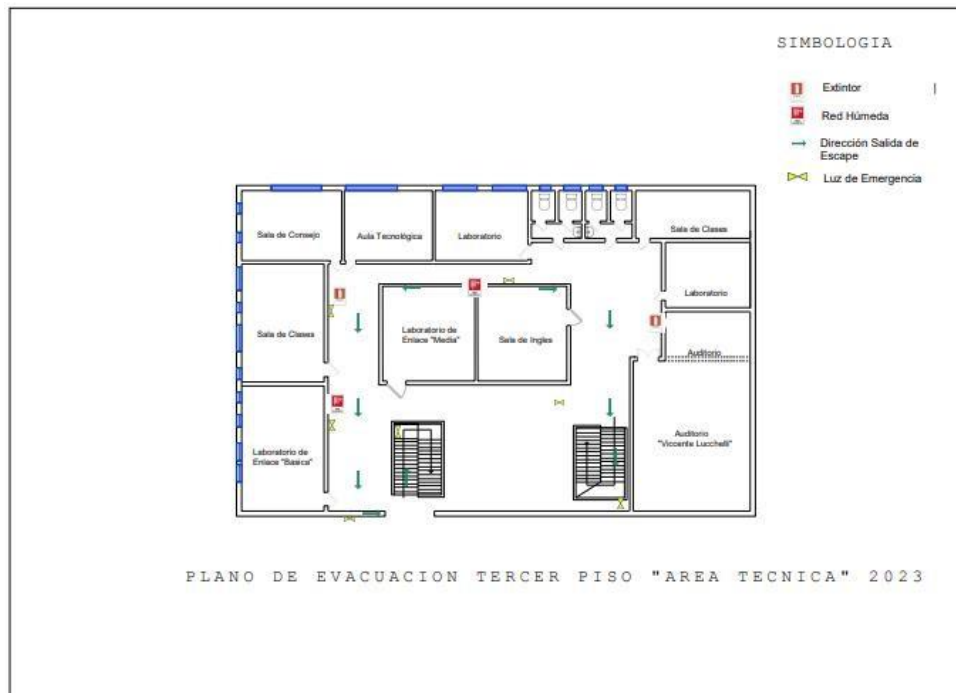 SIMBOLOGIA
Extintor
Red Húmeda
Dirección Salida de
Escape
Luz de Emergencia
Sala de Consejo
Aula Tecnológica
Laboratorio
Sala de Clases
Laboratorio
Sala de Clases
Laboratorio de
Enlace "Media"
Sala de Ingles
Auditorio
Laboratorio de
Enlace "Basica"
Auditorio
"Viccente Lucchelli"
PLANO DE EVACUACION TERCER PISO "AREA TECNICA" 2023